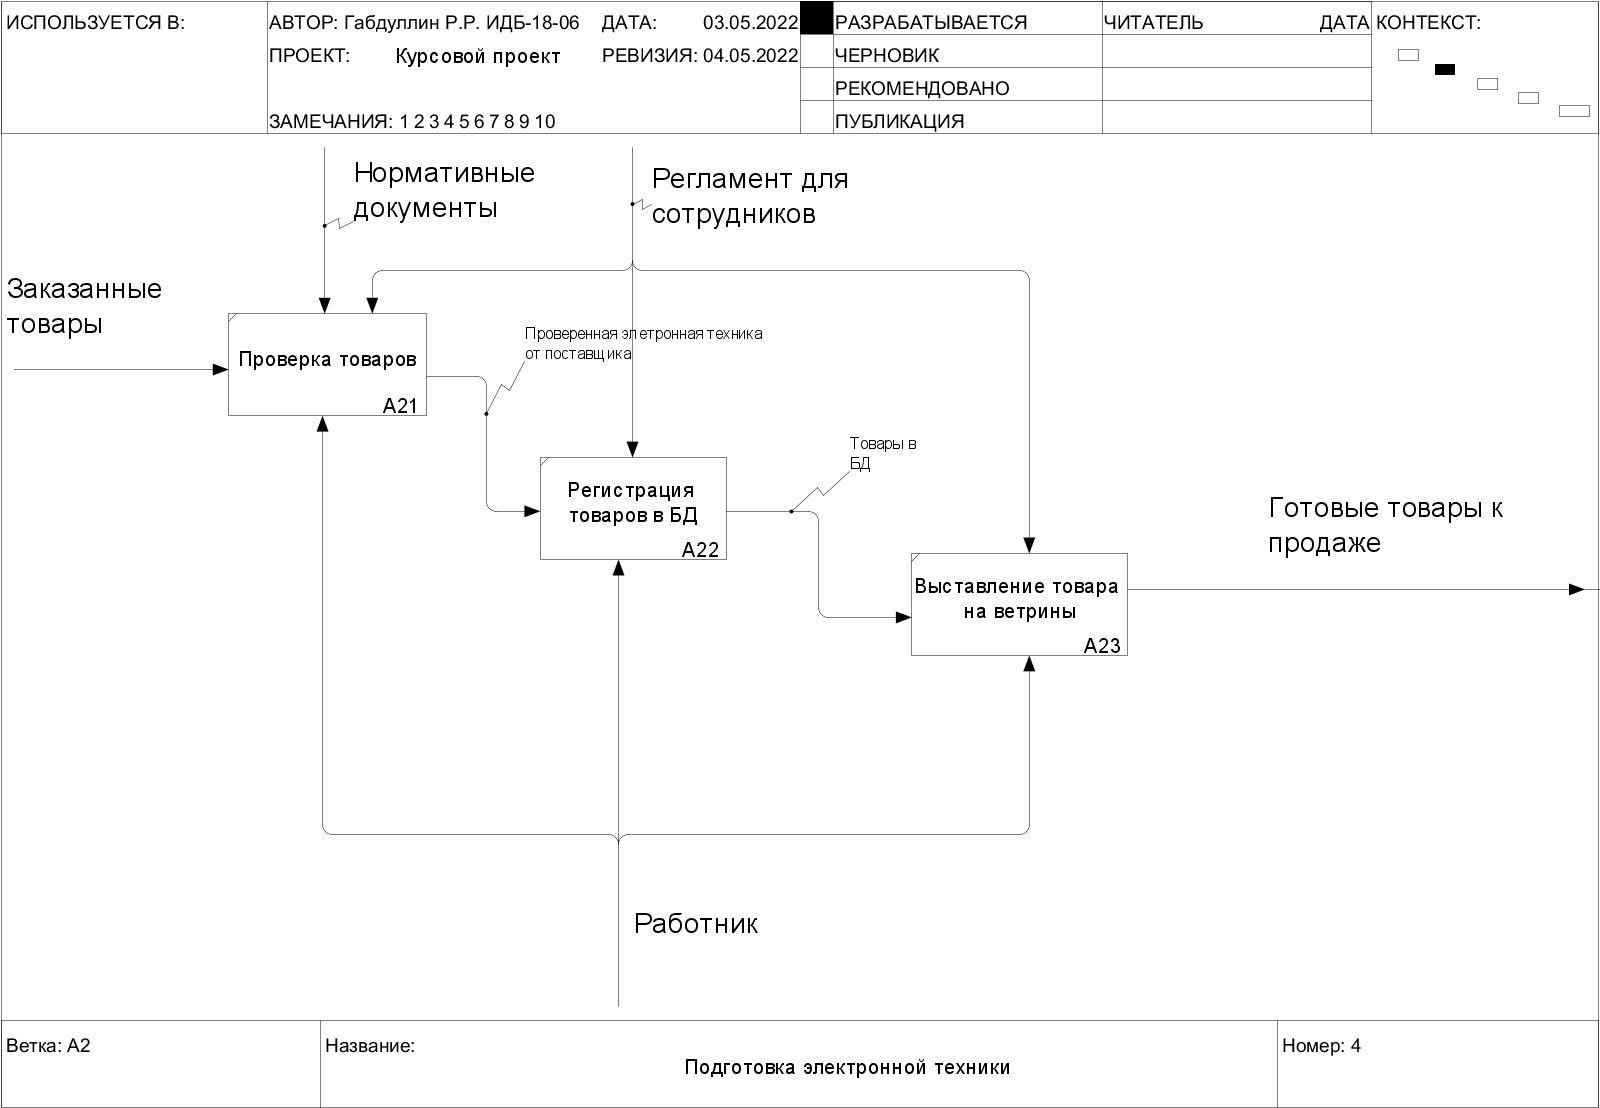 ИСПОЛЬЗУЕТСЯ В:
АВТОР: Габдуллин Р.Р. ИДБ-18-06
ДАТА: 03.05.2022
ПРОЕКТ: Курсовой проект
РЕВИЗИЯ: 04.05.2022
ЗАМЕЧАНИЯ: 1 2 3 4 5 6 7 8 9 10
РАЗРАБАТЫВАЕТСЯ
ЧЕРНОВИК
РЕКОМЕНДОВАНО
ПУБЛИКАЦИЯ
ЧИТАТЕЛЬ
ДАТА
КОНТЕКСТ:
Нормативные
документы
Регламент для
сотрудников
Заказанные
товары
Проверка товаров
A21
Проверенная элетронная техника
от поставщика
Регистрация
товаров в БД
A22
Товары в
БД
Выставление товара
на ветрины
A23
Готовые товары к
продаже
Работник
Ветка: A2
Название:
Подготовка электронной техники
Номер: 4